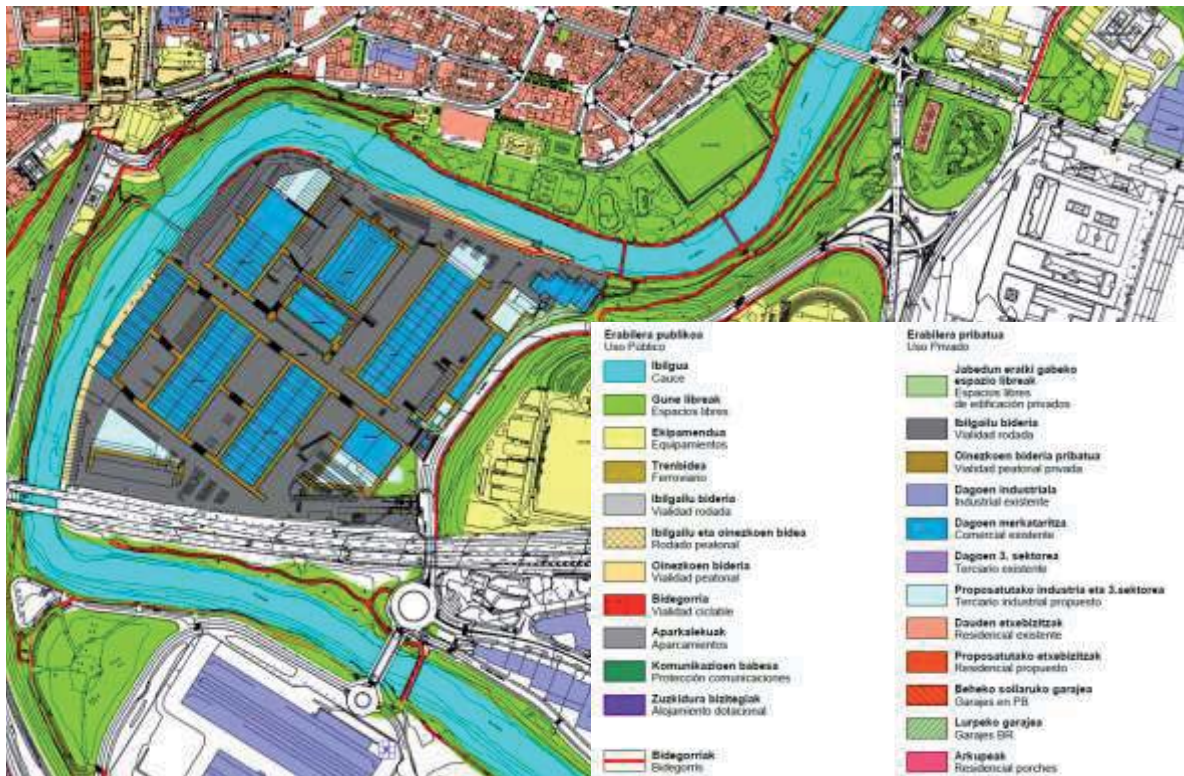 Erabilera publikoa
Uso Público
Ibilgua
Cauce
Gune libreak
Espacios libres
Ekipamendua
Equipamientos
Trenbidea
Ferroviario
Ibilgailu bideria
Vialidad rodada
Ibilgailu eta oinezkoen bidea
Rodado peatonal
Oinezkoen bideria
Vialidad peatonal
Bidegorria
Vialidad ciclable
Aparkalekuak
Aparcamientos
Komunikazioen babesa
Protección comunicaciones
Zuzkidura bizitegiak
Alojamiento dotacional
Bidegorriak
Bidegorris
Erabilera pribatua
Uso Privado
Jabedun eraiki gabeko
espazio libreak
Espacios libres
de edificación privados
Ibilgailu bideria
Vialidad rodada
Oinezkoen bideria pribatua
Vialidad peatonal privada
Dagoen industriala
Industrial existente
Dagoen merkataritza
Comercial existente
Dagoen 3. sektorea
Terciario existente
Proposatutako industria eta 3.sektorea
Terciario industrial propuesto
Dauden etxebizitzak
Residencial existente
Proposatutako etxebizitzak
Residencial propuesto
Beheko soilaruko garajea
Garajes en PB
Lurpeko garajea
Garajes BR
Arkupeak
Residencial porches